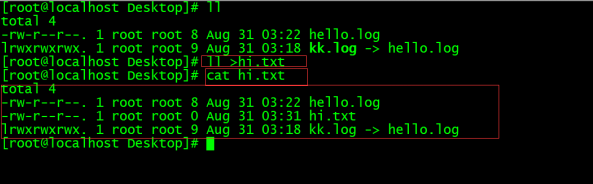 [root@localhost Desktop]# ll
total 4
-rw-r--r--. 1 root root 8 Aug 31 03:22 hello.log
lrwxrwxrwx. 1 root root 9 Aug 31 03:18 kk.log -> hello.log
[root@localhost Desktop]# ll >hi.txt
[root@localhost Desktop]# cat hi.txt
total 4
-rw-r--r--. 1 root root 8 Aug 31 03:22 hello.log
-rw-r--r--. 1 root root 0 Aug 31 03:31 hi.txt
lrwxrwxrwx. 1 root root 9 Aug 31 03:18 kk.log -> hello.log
[root@localhost Desktop]#